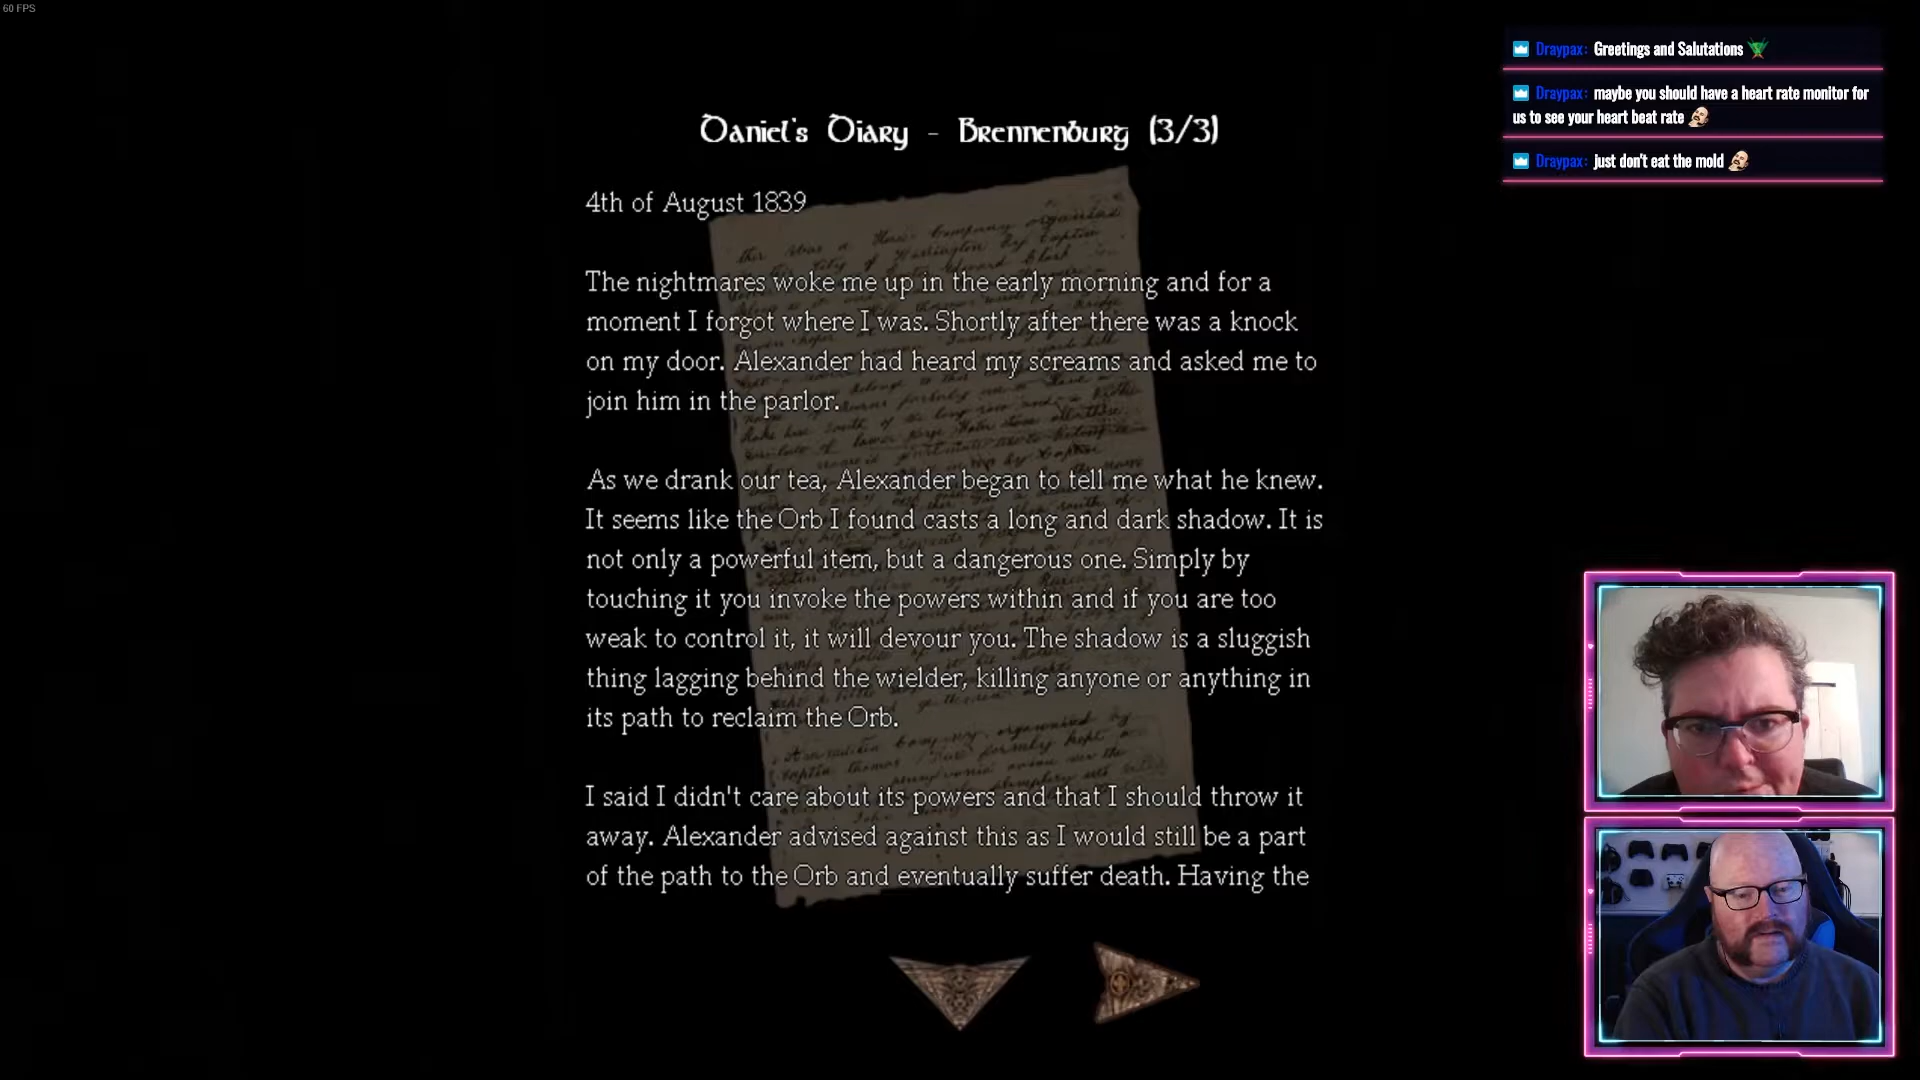 60 FPS
Daniel's Diary - Brennenburg (3/3)
4th of August 1839
The nightmares woke me up in the early morning and for a
moment I forgot where I was. Shortly after there was a knock
on my door. Alexander had heard my screams and asked me to
join him in the parlor.
As we drank our tea, Alexander began to tell me what he knew.
It seems like the Orb I found casts a long and dark shadow. It is
not only a powerful item, but a dangerous one. Simply by
touching it you invoke the powers within and if you are too
weak to control it, it will devour you. The shadow is a sluggish
thing lagging behind the wielder, killing anyone or anything in
its path to reclaim the Orb.
I said I didn't care about its powers and that I should throw it
away. Alexander advised against this as I would still be a part
of the path to the Orb and eventually suffer death. Having the
Draypax: Greetings and Salutations
Draypax: maybe you should have a heart rate monitor for
us to see your heart beat rate
Draypax: just don't eat the mold